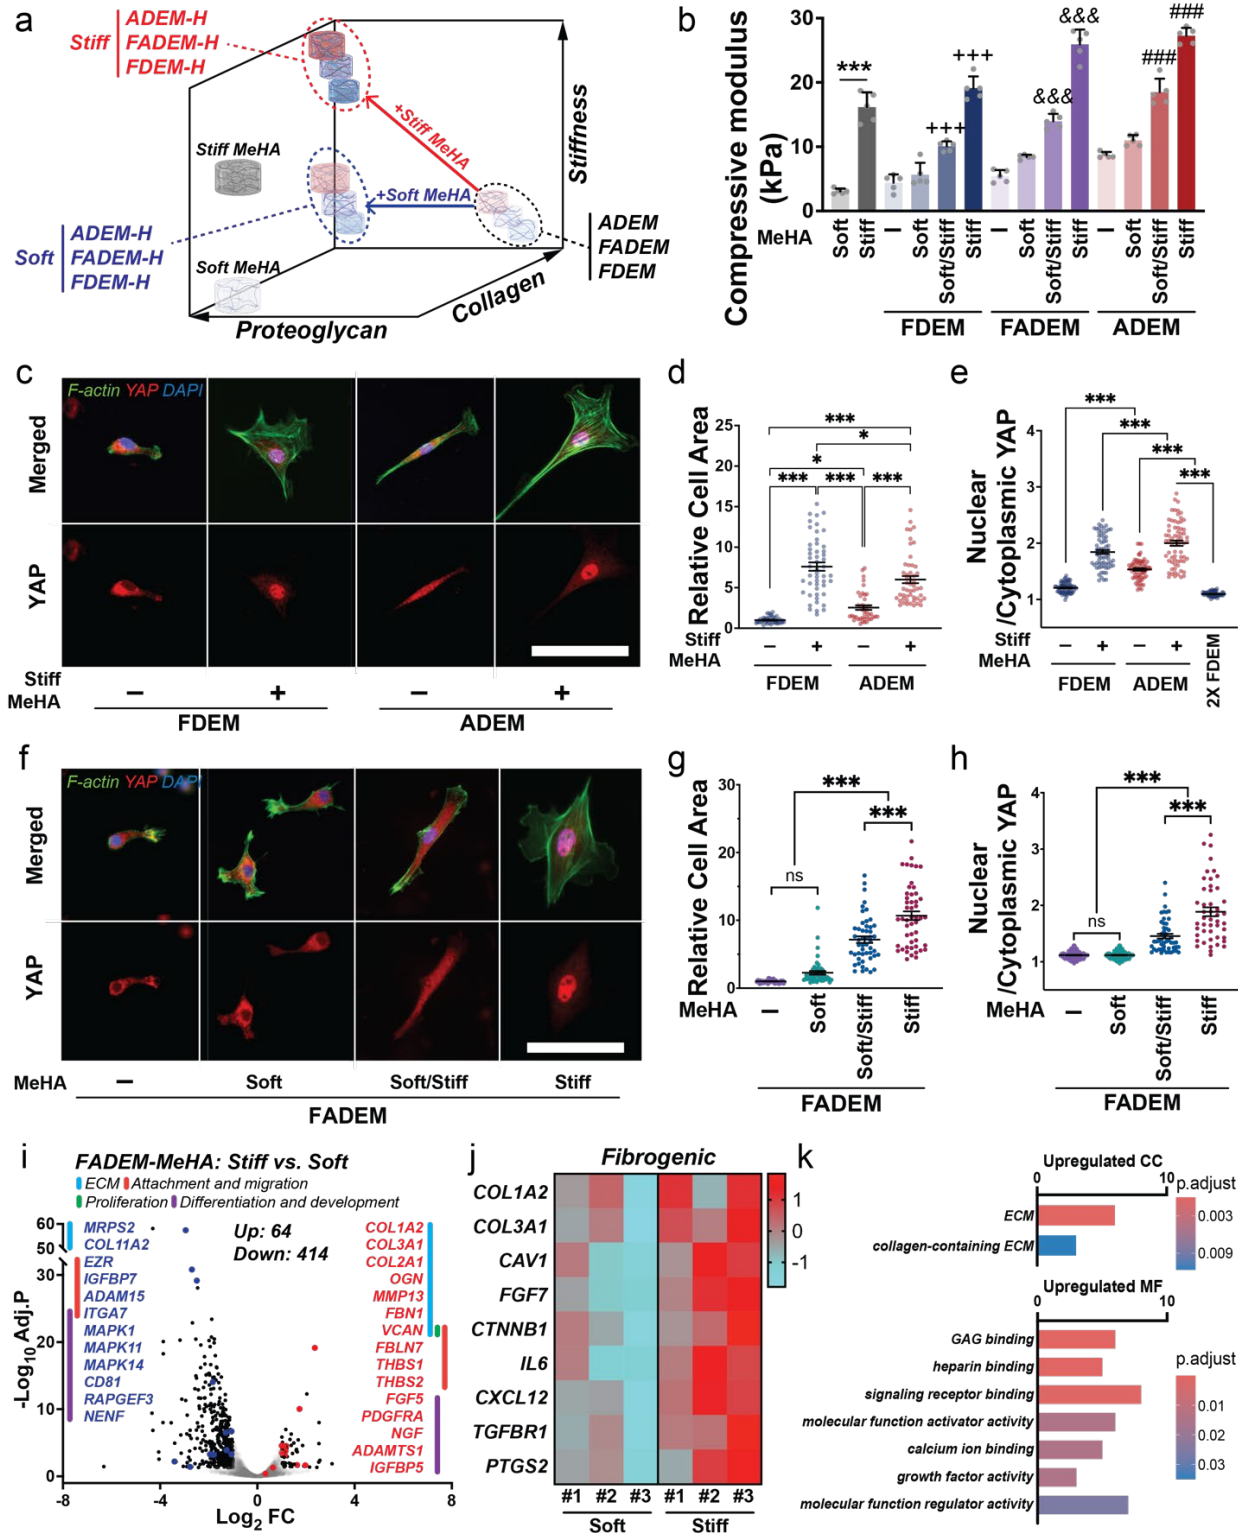 a
Stiff
ADEM-H
FADEM-H
FDEM-H
Stiff MeHA
+Stiff MeHA
+Soft MeHA
Stiffness
Soft
ADEM-H
FADEM-H
FDEM-H
Soft MeHA
ADEM
FADEM
FDEM
Proteoglycan
Collagen
b
Compressive modulus
(kPa)
30
20
10
0
***
+++
+++
&&&
&&&
###
###
MeHA
Soft
Stiff
–
Soft
Soft/Stiff
Stiff
–
Soft
Soft/Stiff
Stiff
–
Soft
Soft/Stiff
Stiff
FDEM
FADEM
ADEM
c
F-actin YAP DAPI
Merged
YAP
Stiff
MeHA
– + – +
FDEM
ADEM
d
Relative Cell Area
25
20
15
10
5
0
***
*
*
*** *** ***
Stiff
MeHA
– + – +
FDEM
ADEM
e
Nuclear
/Cytoplasmic YAP
4
3
2
1
***
***
***
***
Stiff
MeHA
– + – +
FDEM
ADEM
2X FDEM
f
F-actin YAP DAPI
Merged
YAP
MeHA
–
Soft
Soft/Stiff
Stiff
FADEM
g
Relative Cell Area
30
20
10
0
ns
***
***
MeHA
–
Soft
Soft/Stiff
Stiff
FADEM
h
Nuclear
/Cytoplasmic YAP
4
3
2
1
ns
***
***
MeHA
–
Soft
Soft/Stiff
Stiff
FADEM
i
FADEM-MeHA: Stiff vs. Soft
ECM
Attachment and migration
Proliferation
Differentiation and development
Up: 64
Down: 414
-Log10 Adj.P
60
50
30
20
10
0
MRPS2
COL11A2
EZR
IGFBP7
ADAM15
ITGA7
MAPK1
MAPK11
MAPK14
CD81
RAPGEF3
NENF
COL1A2
COL3A1
COL2A1
OGN
MMP13
FBN1
VCAN
FBLN7
THBS1
THBS2
FGF5
PDGFRA
NGF
ADAMTS1
IGFBP5
-8 -4 0 4 8
Log2 FC
j
Fibrogenic
COL1A2
COL3A1
CAV1
FGF7
CTNNB1
IL6
CXCL12
TGFBR1
PTGS2
1
0
-1
#1 #2 #3 #1 #2 #3
Soft
Stiff
k
Upregulated CC
0 10
ECM
collagen-containing ECM
p.adjust
0.003
0.009
Upregulated MF
0 10
GAG binding
heparin binding
signaling receptor binding
molecular function activator activity
calcium ion binding
growth factor activity
molecular function regulator activity
p.adjust
0.01
0.02
0.03